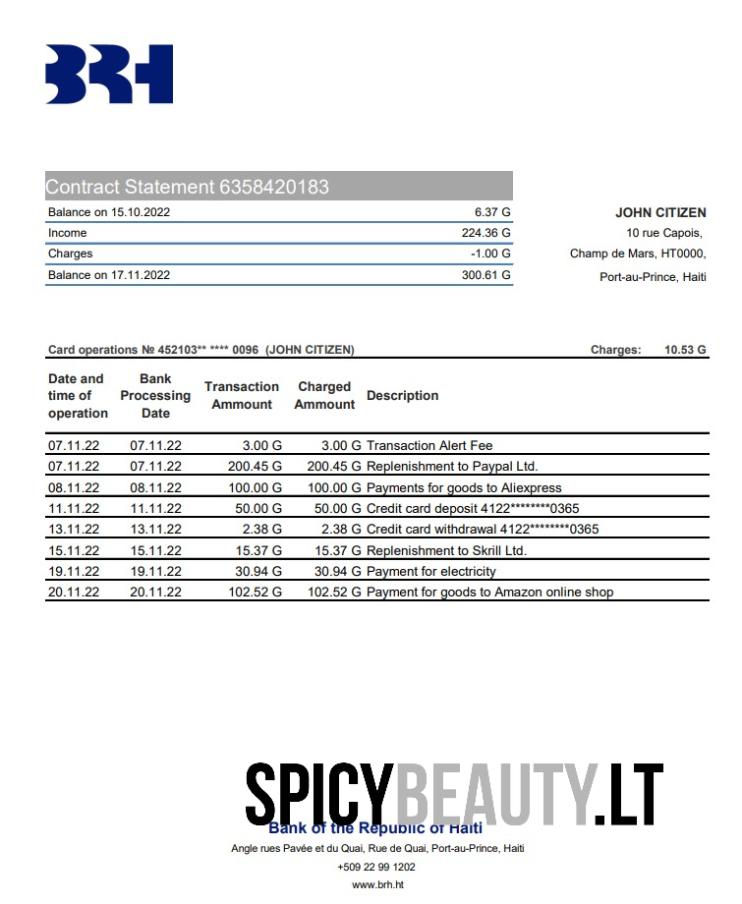 BRH
Contract Statement 6358420183
Balance on 15.10.2022 6.37 G
Income 224.36 G
Charges -1.00 G
Balance on 17.11.2022 300.61 G
JOHN CITIZEN
10 rue Capois,
Champ de Mars, HT0000,
Port-au-Prince, Haiti
Card operations № 452103** **** 0096 (JOHN CITIZEN) Charges: 10.53 G
Date and time of operation Bank Processing Date Transaction Ammount Charged Ammount Description
07.11.22 07.11.22 3.00 G 3.00 G Transaction Alert Fee
07.11.22 07.11.22 200.45 G 200.45 G Replenishment to Paypal Ltd.
08.11.22 08.11.22 100.00 G 100.00 G Payments for goods to Aliexpress
11.11.22 11.11.22 50.00 G 50.00 G Credit card deposit 4122********0365
13.11.22 13.11.22 2.38 G 2.38 G Credit card withdrawal 4122********0365
15.11.22 15.11.22 15.37 G 15.37 G Replenishment to Skrill Ltd.
19.11.22 19.11.22 30.94 G 30.94 G Payment for electricity
20.11.22 20.11.22 102.52 G 102.52 G Payment for goods to Amazon online shop
SPICYBEAUTY.LT
Bank of the Republic of Haiti
Angle rues Pavée et du Quai, Rue de Quai, Port-au-Prince, Haiti
+509 22 99 1202
www.brh.ht